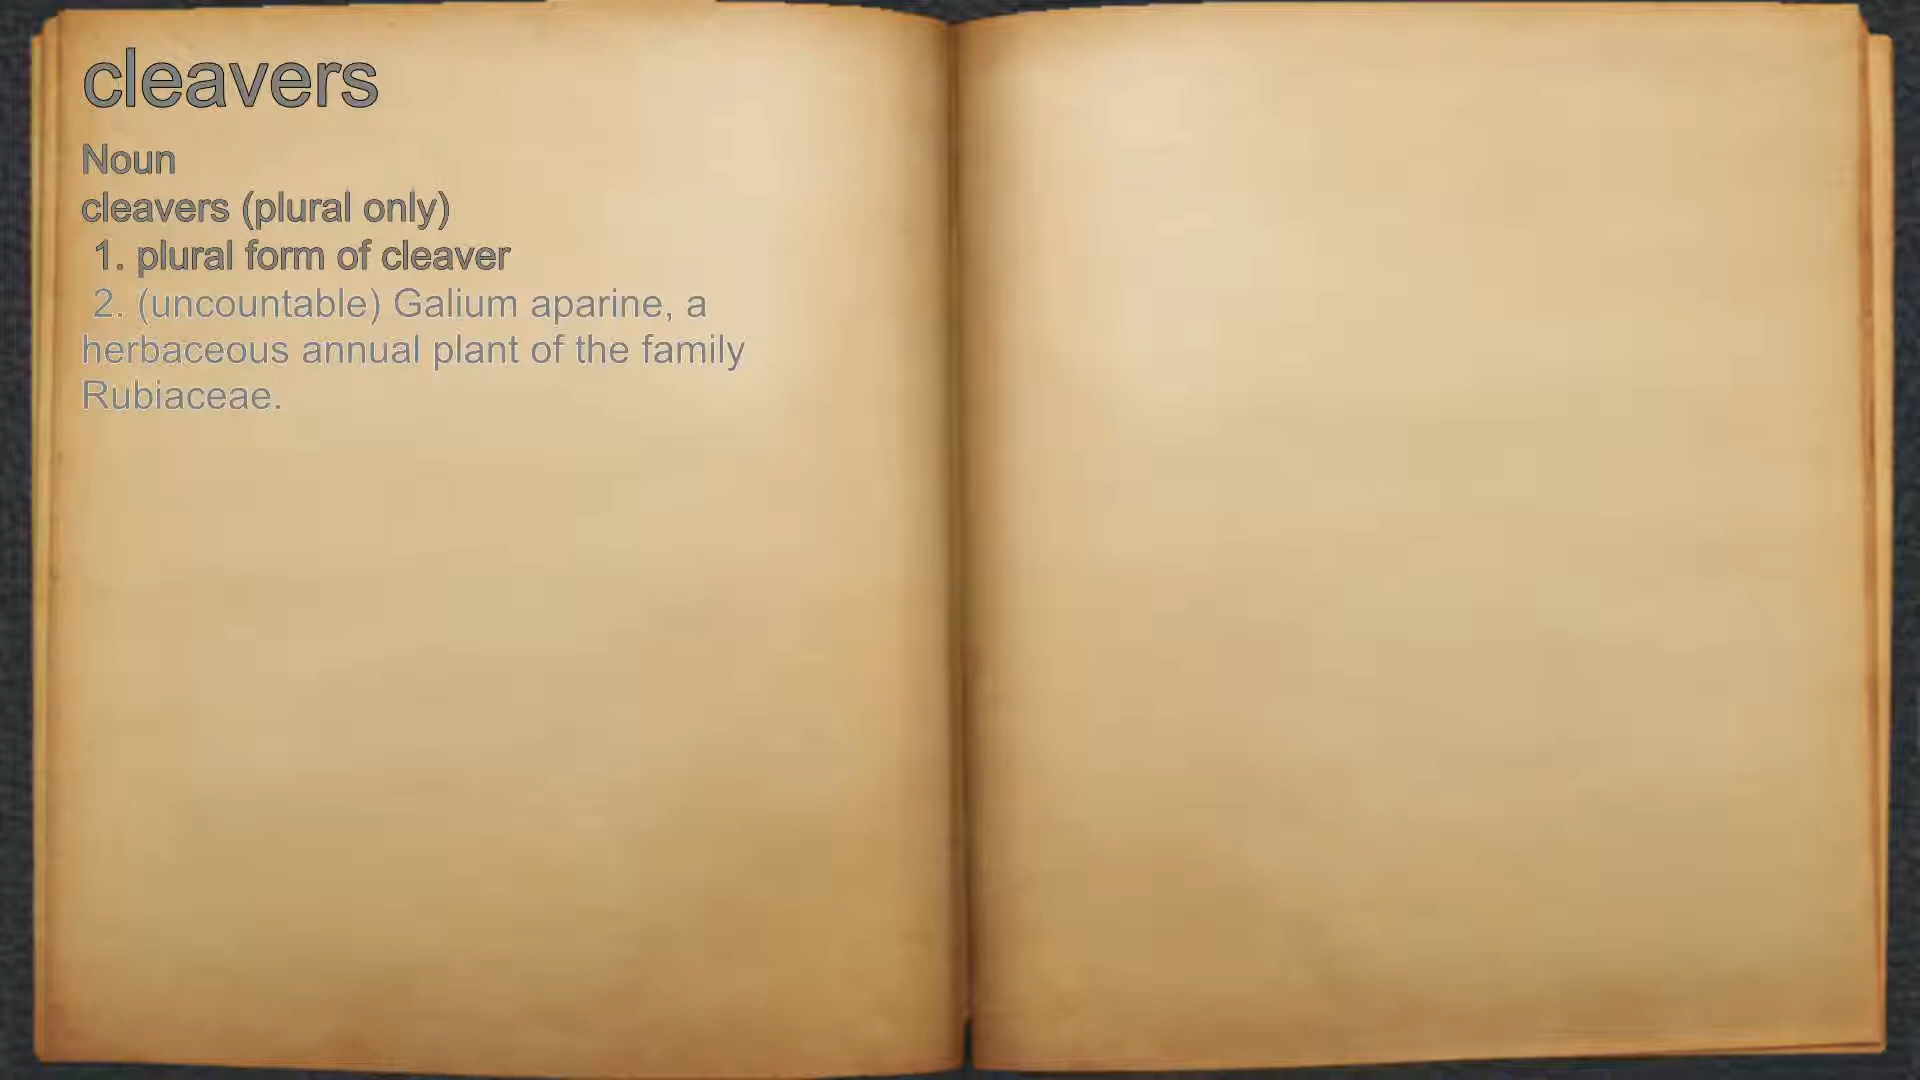 cleavers
Noun
cleavers (plural only)
1. plural form of cleaver
2. (uncountable) Galium aparine, a
herbaceous annual plant of the family
Rubiaceae.